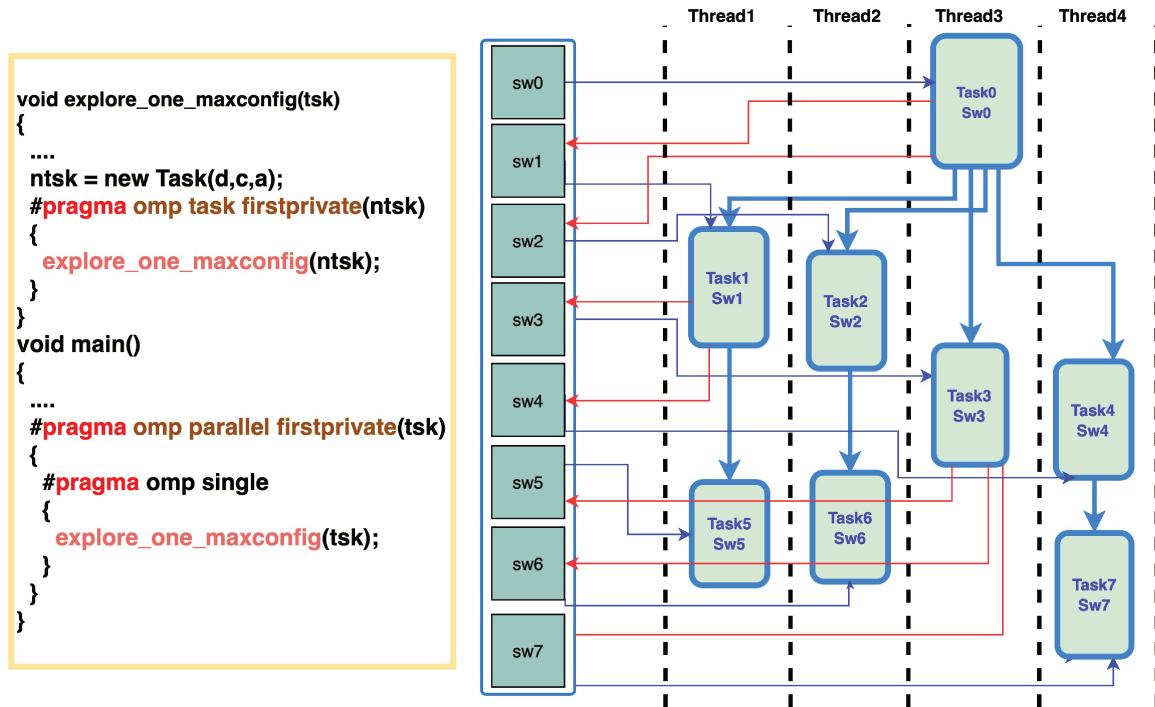 void explore_one_maxconfig(tsk)
{
....
ntsk = new Task(d,c,a);
#pragma omp task firstprivate(ntsk)
{
explore_one_maxconfig(ntsk);
}
}
void main()
{
....
#pragma omp parallel firstprivate(tsk)
{
#pragma omp single
{
explore_one_maxconfig(tsk);
}
}
}
sw0
sw1
sw2
sw3
sw4
sw5
sw6
sw7
Thread1
Thread2
Thread3
Thread4
Task0
Sw0
Task1
Sw1
Task2
Sw2
Task3
Sw3
Task4
Sw4
Task5
Sw5
Task6
Sw6
Task7
Sw7